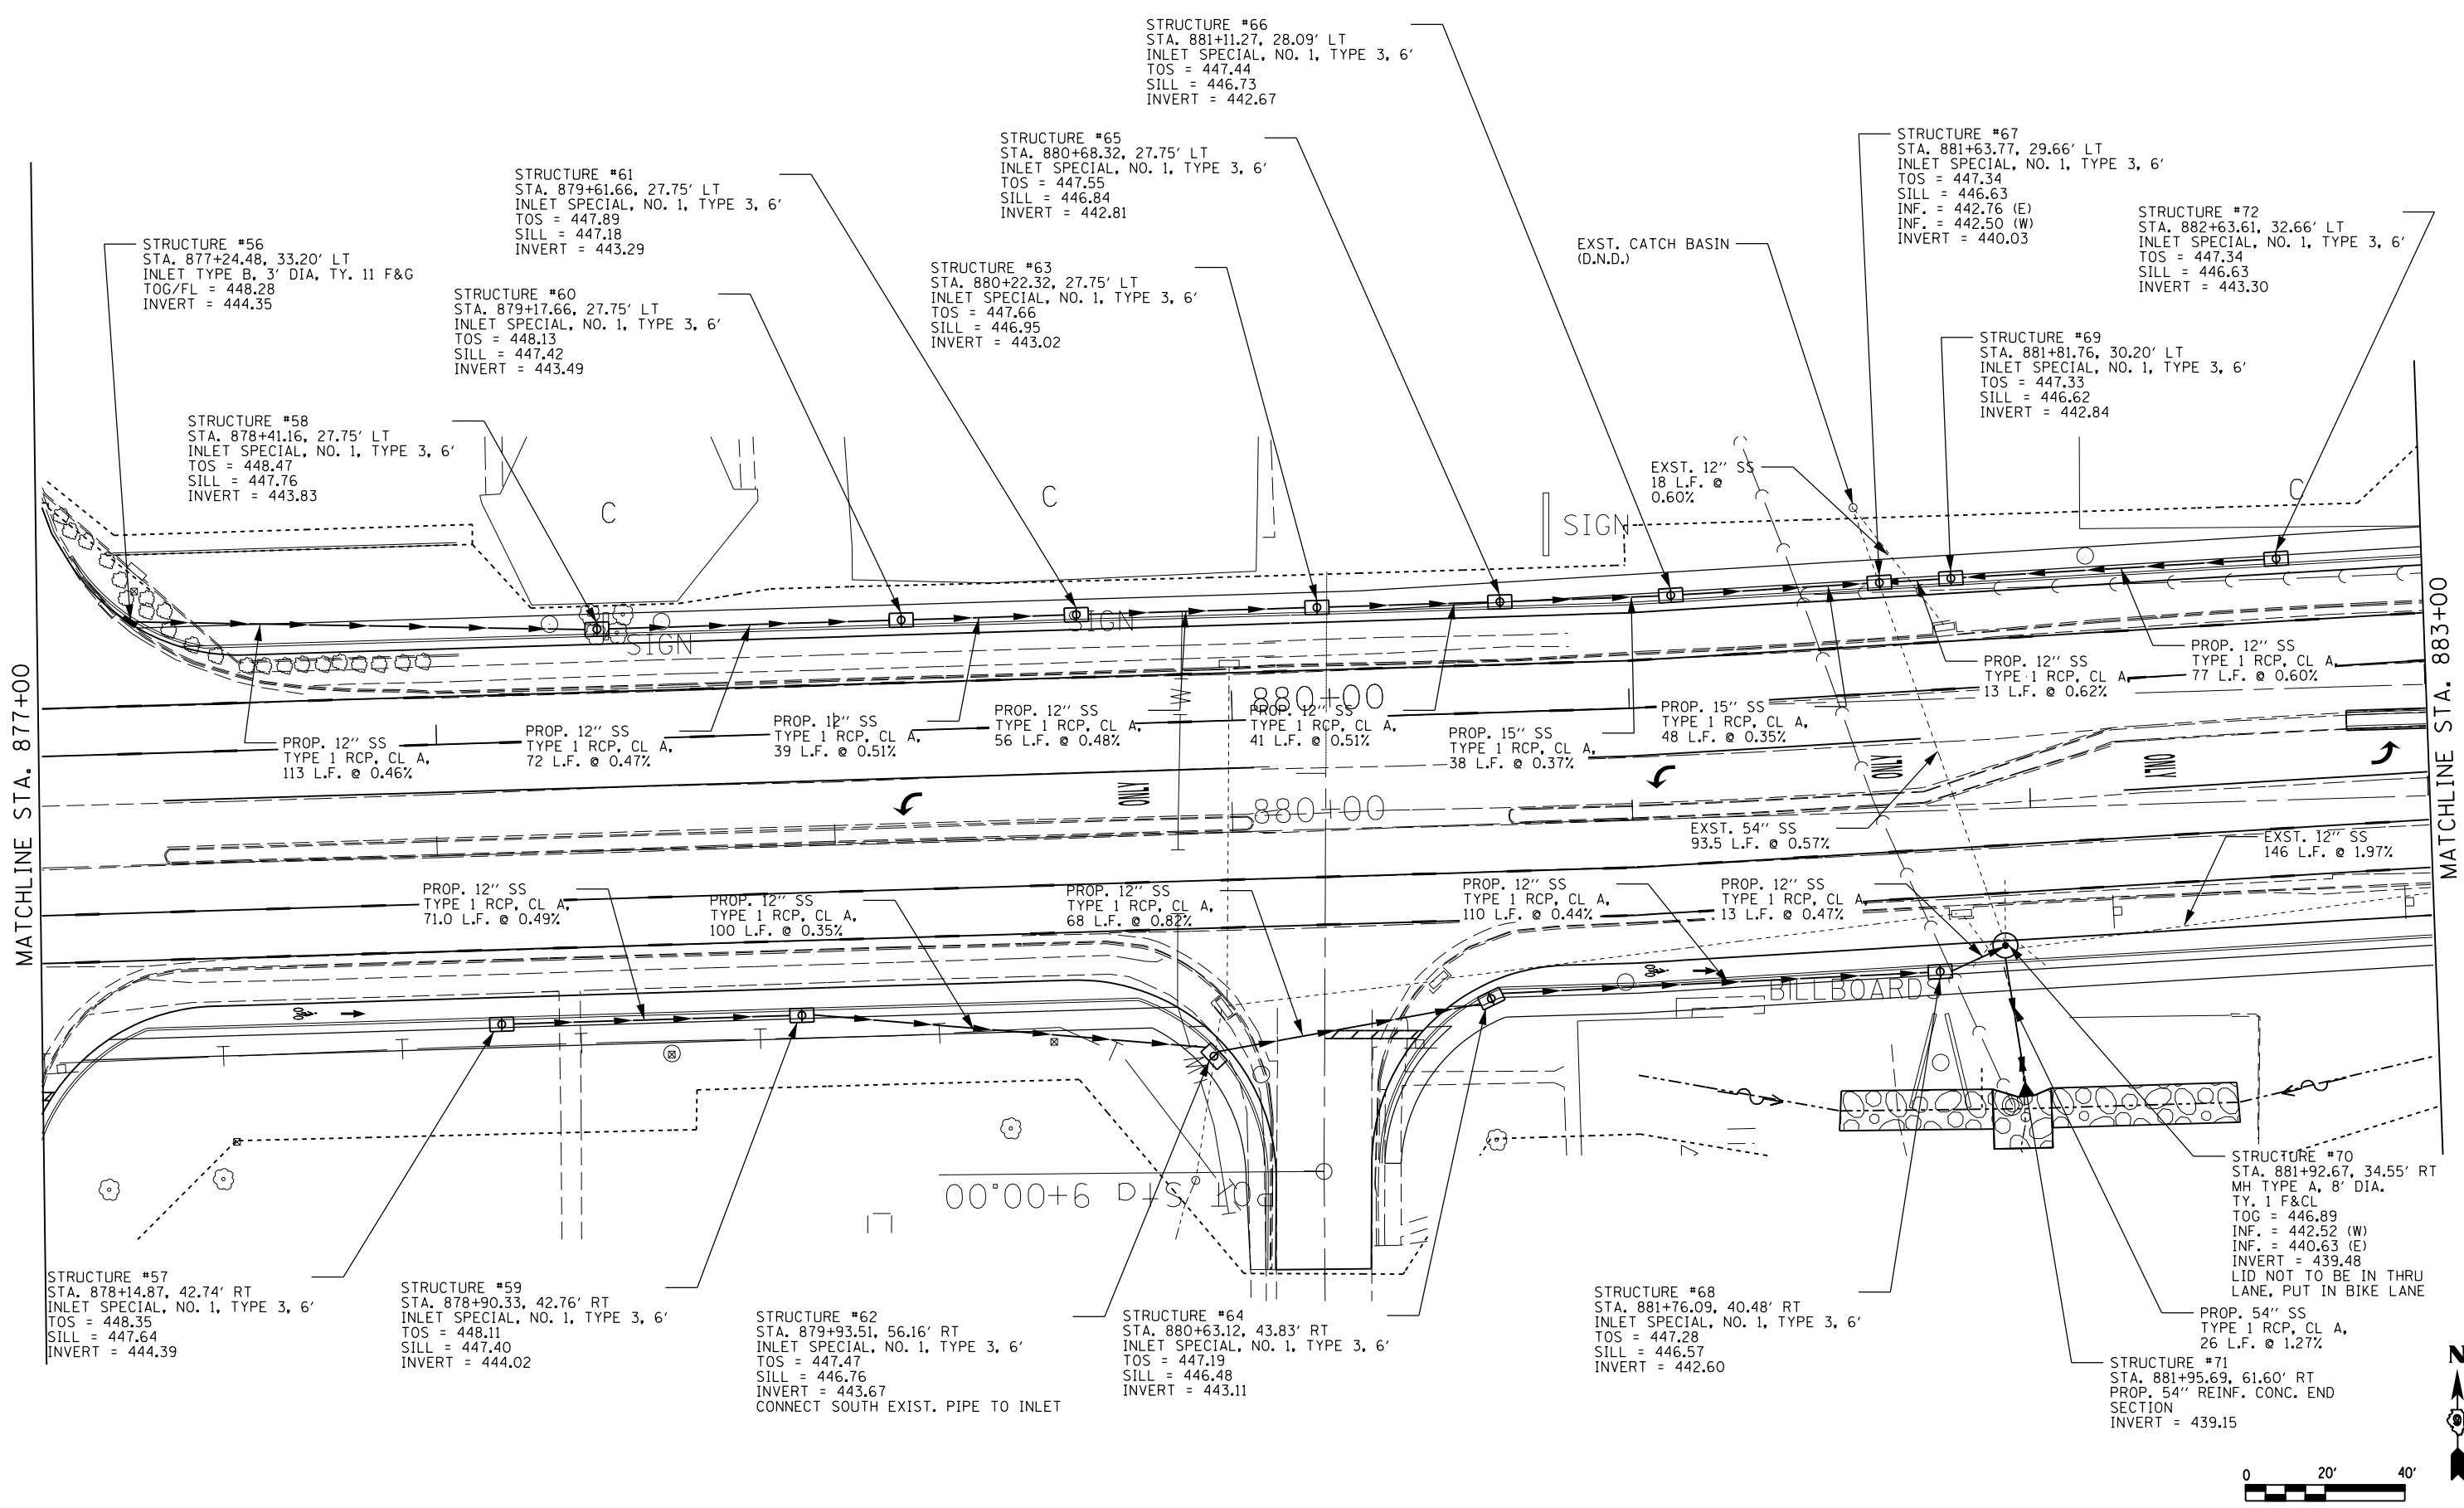 STRUCTURE #66
STA. 881+11.27, 28.09' LT
INLET SPECIAL, NO. 1, TYPE 3, 6'
TOS = 447.44
SILL = 446.73
INVERT = 442.67
STRUCTURE #65
STA. 880+68.32, 27.75' LT
INLET SPECIAL, NO. 1, TYPE 3, 6'
TOS = 447.55
SILL = 446.84
INVERT = 442.81
STRUCTURE #67
STA. 881+63.77, 29.66' LT
INLET SPECIAL, NO. 1, TYPE 3, 6'
TOS = 447.34
SILL = 446.63
INF. = 442.76 (E)
INF. = 442.50 (W)
INVERT = 440.03
STRUCTURE #61
STA. 879+61.66, 27.75' LT
INLET SPECIAL, NO. 1, TYPE 3, 6'
TOS = 447.89
SILL = 447.18
INVERT = 443.29
STRUCTURE #72
STA. 882+63.61, 32.66' LT
INLET SPECIAL, NO. 1, TYPE 3, 6'
TOS = 447.34
SILL = 446.63
INVERT = 443.30
STRUCTURE #56
STA. 877+24.48, 33.20' LT
INLET TYPE B, 3' DIA, TY. 11 F&G
TOG/FL = 448.28
INVERT = 444.35
EXST. CATCH BASIN
(D.N.D.)
STRUCTURE #63
STA. 880+22.32, 27.75' LT
INLET SPECIAL, NO. 1, TYPE 3, 6'
TOS = 447.66
SILL = 446.95
INVERT = 443.02
STRUCTURE #60
STA. 879+17.66, 27.75' LT
INLET SPECIAL, NO. 1, TYPE 3, 6'
TOS = 448.13
SILL = 447.42
INVERT = 443.49
STRUCTURE #69
STA. 881+81.76, 30.20' LT
INLET SPECIAL, NO. 1, TYPE 3, 6'
TOS = 447.33
SILL = 446.62
INVERT = 442.84
STRUCTURE #58
STA. 878+41.16, 27.75' LT
INLET SPECIAL, NO. 1, TYPE 3, 6'
TOS = 448.47
SILL = 447.76
INVERT = 443.83
EXST. 12'' SS
18 L.F. @
0.60%
C
C
C
SIGN
SIGN
SIGN
MATCHLINE STA. 877+00
MATCHLINE STA. 883+00
W
880+00
PROP. 12'' SS
TYPE 1 RCP, CL A,
113 L.F. @ 0.46%
PROP. 12'' SS
TYPE 1 RCP, CL A,
72 L.F. @ 0.47%
PROP. 12'' SS
TYPE 1 RCP, CL A,
39 L.F. @ 0.51%
PROP. 12'' SS
TYPE 1 RCP, CL A,
56 L.F. @ 0.48%
PROP. 12'' SS
TYPE 1 RCP, CL A,
41 L.F. @ 0.51%
PROP. 15'' SS
TYPE 1 RCP, CL A,
38 L.F. @ 0.37%
PROP. 15'' SS
TYPE 1 RCP, CL A,
48 L.F. @ 0.35%
PROP. 12'' SS
TYPE 1 RCP, CL A,
13 L.F. @ 0.62%
PROP. 12'' SS
TYPE 1 RCP, CL A,
77 L.F. @ 0.60%
ONLY
ONLY
ONLY
880+00
EXST. 54'' SS
93.5 L.F. @ 0.57%
EXST. 12'' SS
146 L.F. @ 1.97%
PROP. 12'' SS
TYPE 1 RCP, CL A,
71.0 L.F. @ 0.49%
PROP. 12'' SS
TYPE 1 RCP, CL A,
100 L.F. @ 0.35%
PROP. 12'' SS
TYPE 1 RCP, CL A,
68 L.F. @ 0.82%
PROP. 12'' SS
TYPE 1 RCP, CL A,
110 L.F. @ 0.44%
PROP. 12'' SS
TYPE 1 RCP, CL A,
13 L.F. @ 0.47%
BILLBOARDS
POT STA 9+00.00
STRUCTURE #70
STA. 881+92.67, 34.55' RT
MH TYPE A, 8' DIA.
TY. 1 F&CL
TOG = 446.89
INF. = 442.52 (W)
INF. = 440.63 (E)
INVERT = 439.48
LID NOT TO BE IN THRU
LANE, PUT IN BIKE LANE
PROP. 54'' SS
TYPE 1 RCP, CL A,
26 L.F. @ 1.27%
STRUCTURE #71
STA. 881+95.69, 61.60' RT
PROP. 54'' REINF. CONC. END
SECTION
INVERT = 439.15
STRUCTURE #57
STA. 878+14.87, 42.74' RT
INLET SPECIAL, NO. 1, TYPE 3, 6'
TOS = 448.35
SILL = 447.64
INVERT = 444.39
STRUCTURE #59
STA. 878+90.33, 42.76' RT
INLET SPECIAL, NO. 1, TYPE 3, 6'
TOS = 448.11
SILL = 447.40
INVERT = 444.02
STRUCTURE #62
STA. 879+93.51, 56.16' RT
INLET SPECIAL, NO. 1, TYPE 3, 6'
TOS = 447.47
SILL = 446.76
INVERT = 443.67
CONNECT SOUTH EXIST. PIPE TO INLET
STRUCTURE #64
STA. 880+63.12, 43.83' RT
INLET SPECIAL, NO. 1, TYPE 3, 6'
TOS = 447.19
SILL = 446.48
INVERT = 443.11
STRUCTURE #68
STA. 881+76.09, 40.48' RT
INLET SPECIAL, NO. 1, TYPE 3, 6'
TOS = 447.28
SILL = 446.57
INVERT = 442.60
N
0 20' 40'